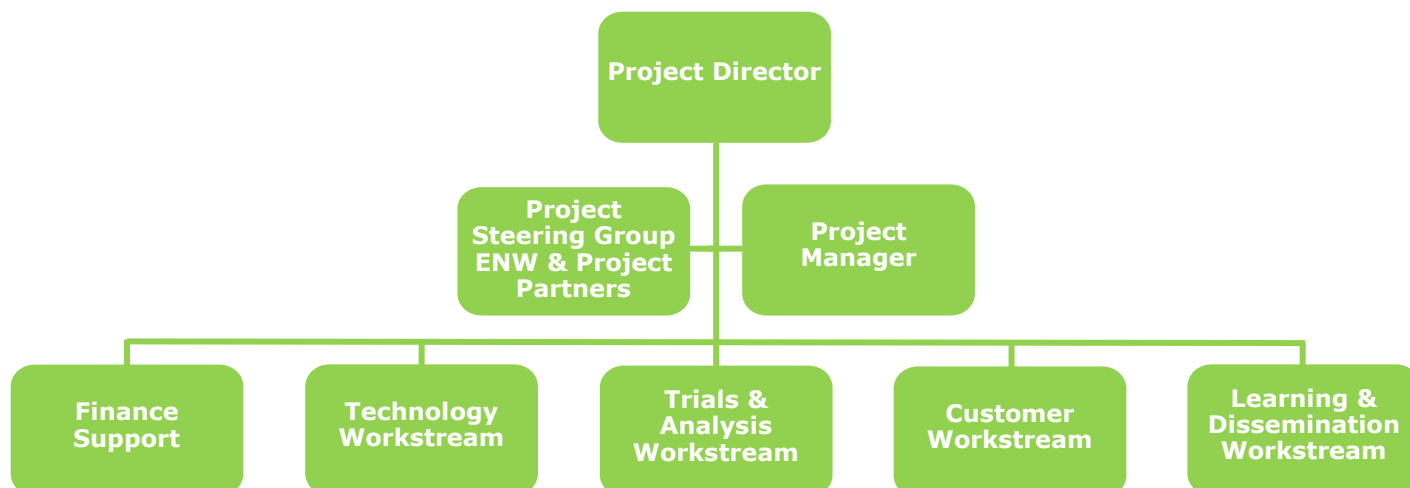 Project Director
Project
Steering Group
ENW & Project
Partners
Project
Manager
Finance
Support
Technology
Workstream
Trials &
Analysis
Workstream
Customer
Workstream
Learning &
Dissemination
Workstream